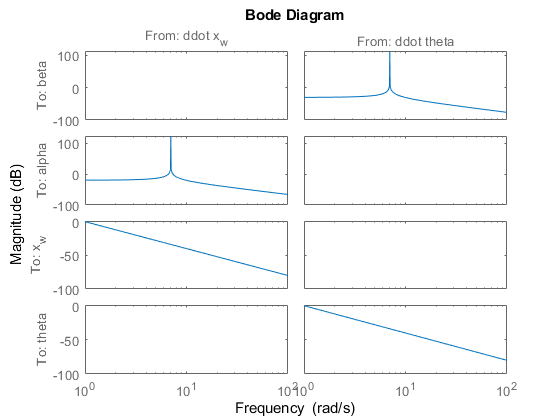 Bode Diagram
From: ddot x_w
From: ddot theta
To: beta
100
0
-100
To: alpha
100
0
-100
To: x_w
0
-50
-100
To: theta
0
-50
-100
Magnitude (dB)
10^0
10^1
10^2
10^0
10^1
10^2
Frequency (rad/s)